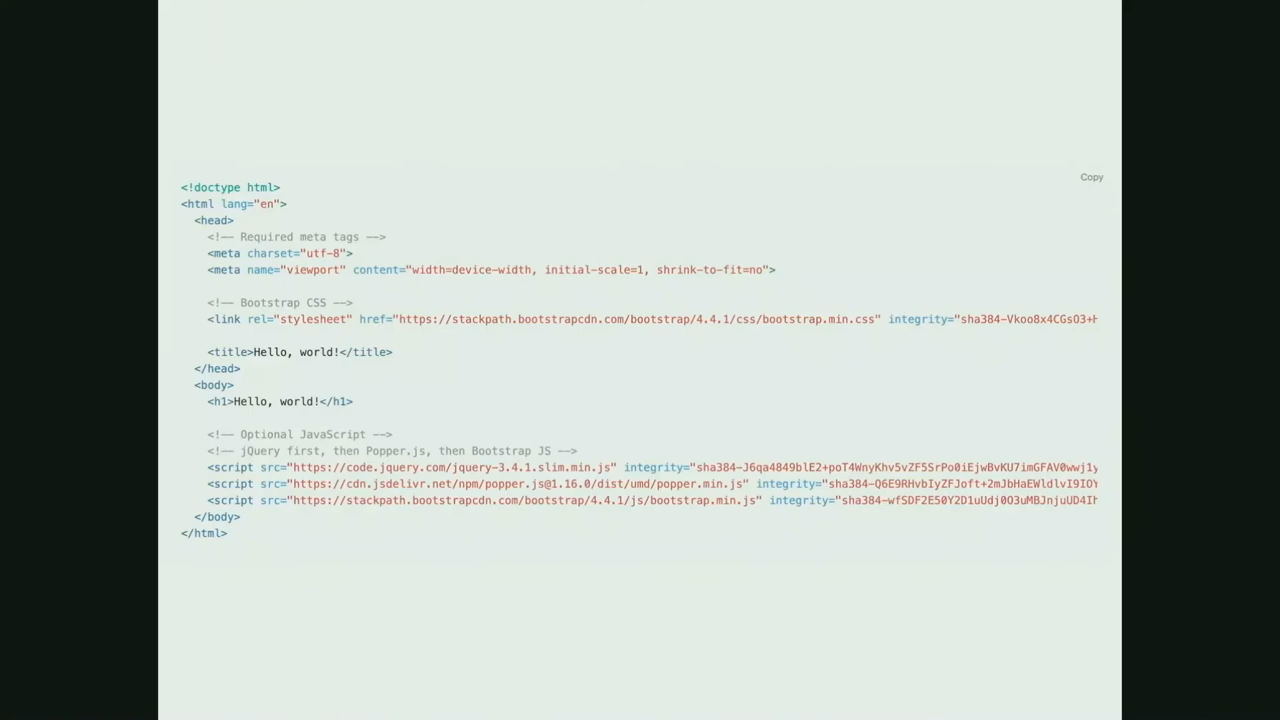 Copy
<!doctype html>
<html lang="en">
<head>
<!-- Required meta tags -->
<meta charset="utf-8">
<meta name="viewport" content="width=device-width, initial-scale=1, shrink-to-fit=no">
<!-- Bootstrap CSS -->
<link rel="stylesheet" href="https://stackpath.bootstrapcdn.com/bootstrap/4.4.1/css/bootstrap.min.css" integrity="sha384-Vkoo8x4CGsO3+
<title>Hello, world!</title>
</head>
<body>
<h1>Hello, world!</h1>
<!-- Optional JavaScript -->
<!-- jQuery first, then Popper.js, then Bootstrap JS -->
<script src="https://code.jquery.com/jquery-3.4.1.slim.min.js" integrity="sha384-J6qa4849blE2+poT4WnyKhv5vZF5SrPo0iEjwBvKU7imGFAV0wwj1y
<script src="https://cdn.jsdelivr.net/npm/popper.js@1.16.0/dist/umd/popper.min.js" integrity="sha384-Q6E9RHvbIyZFJoft+2mJbHaEWldlvI9IOY
<script src="https://stackpath.bootstrapcdn.com/bootstrap/4.4.1/js/bootstrap.min.js" integrity="sha384-wfSDF2E50Y2D1uUdj0O3uMBJnjuUD4I
</body>
</html>